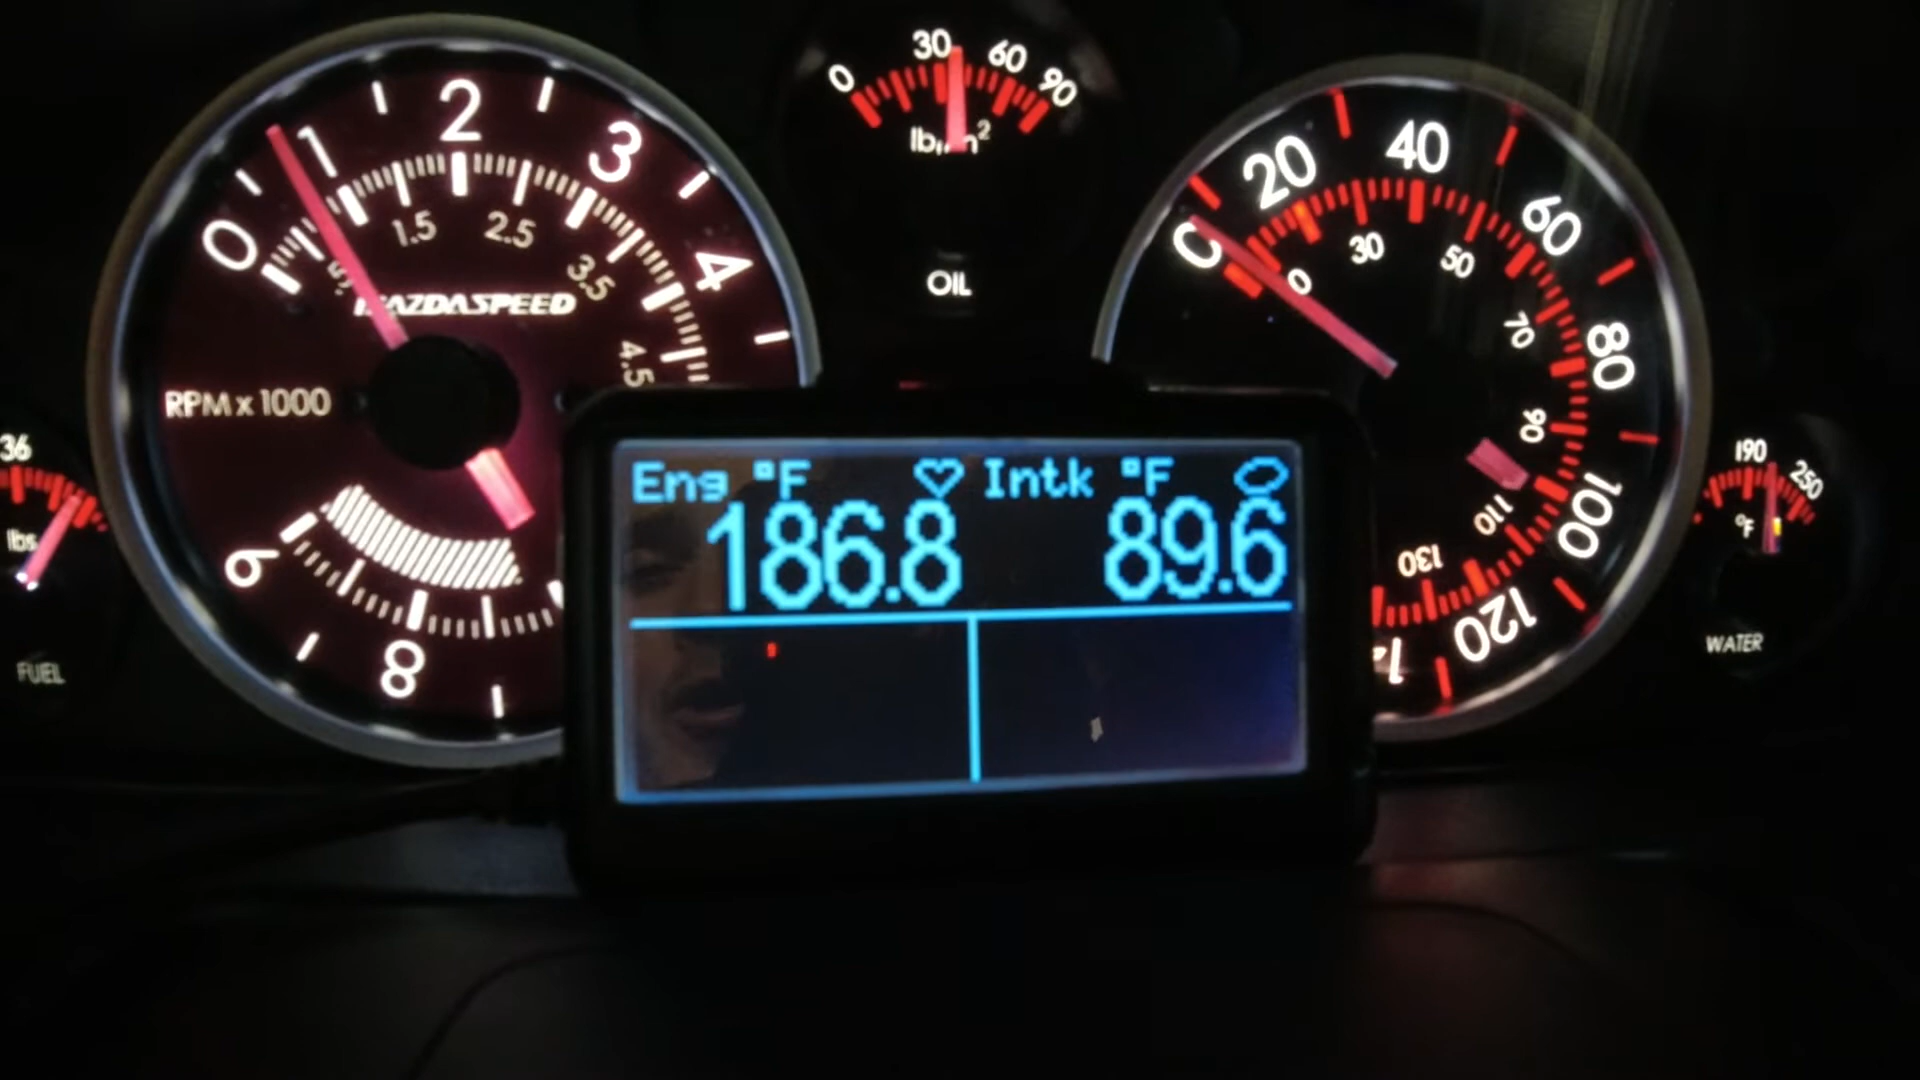 0 1 2 3 4
1.5 2.5 3.5 4.5
MAZDASPEED
RPM x 1000
6 8
0 30 60 90
OIL
20 40 60 80 100 120
0 30 50 70 90 110 130
36
lbs
FUEL
190 250
°F
WATER
Eng °F Intk °F
186.8 89.6